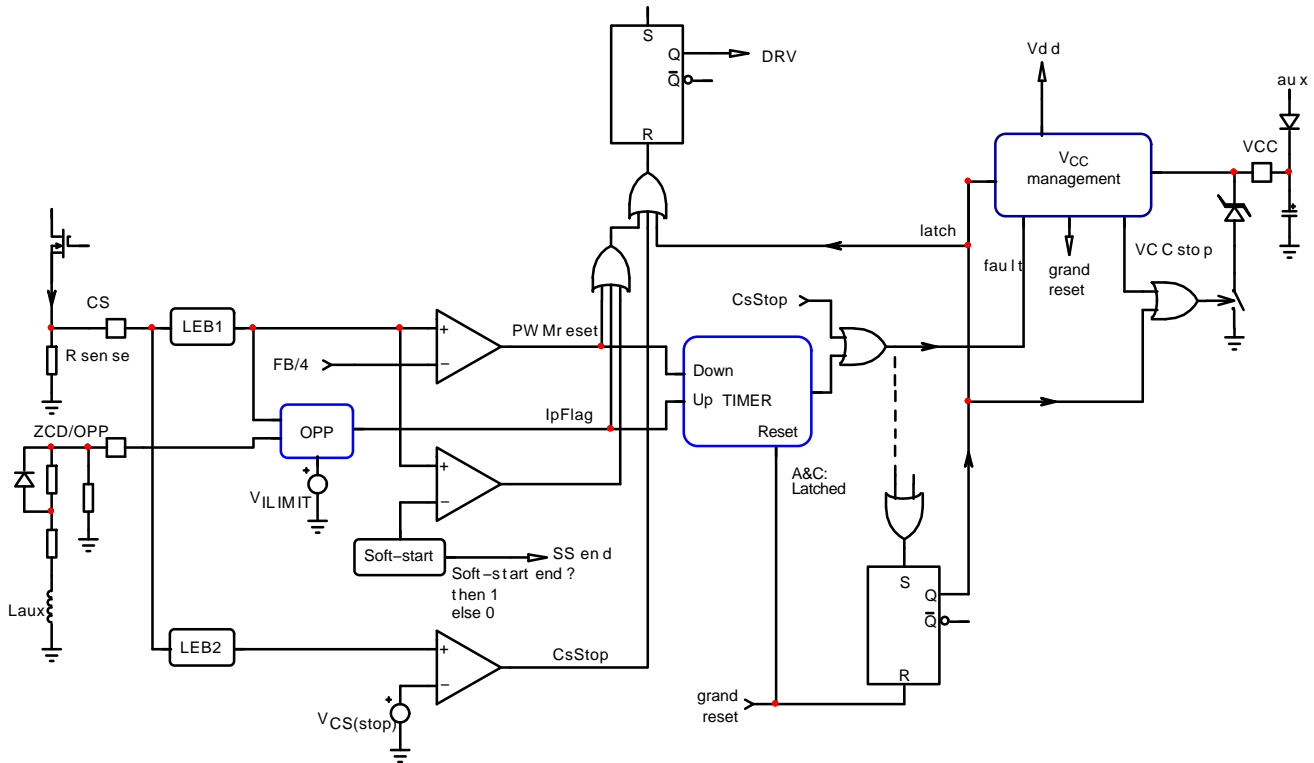 S
Q
DRV
Q
R
Vdd
aux
VCC
VCC
management
latch
fault
grand
reset
VCCstop
CS
LEB1
Rsense
FB/4
+
−
PWMreset
CsStop
Down
Up TIMER
Reset
ZCD/OPP
OPP
IpFlag
+
VILIMIT
+
−
A&C:
Latched
Soft−start
SS end
Soft−start end ?
then 1
else 0
Laux
LEB2
+
−
CsStop
+
VCS(stop)
S
Q
Q
R
grand
reset
+